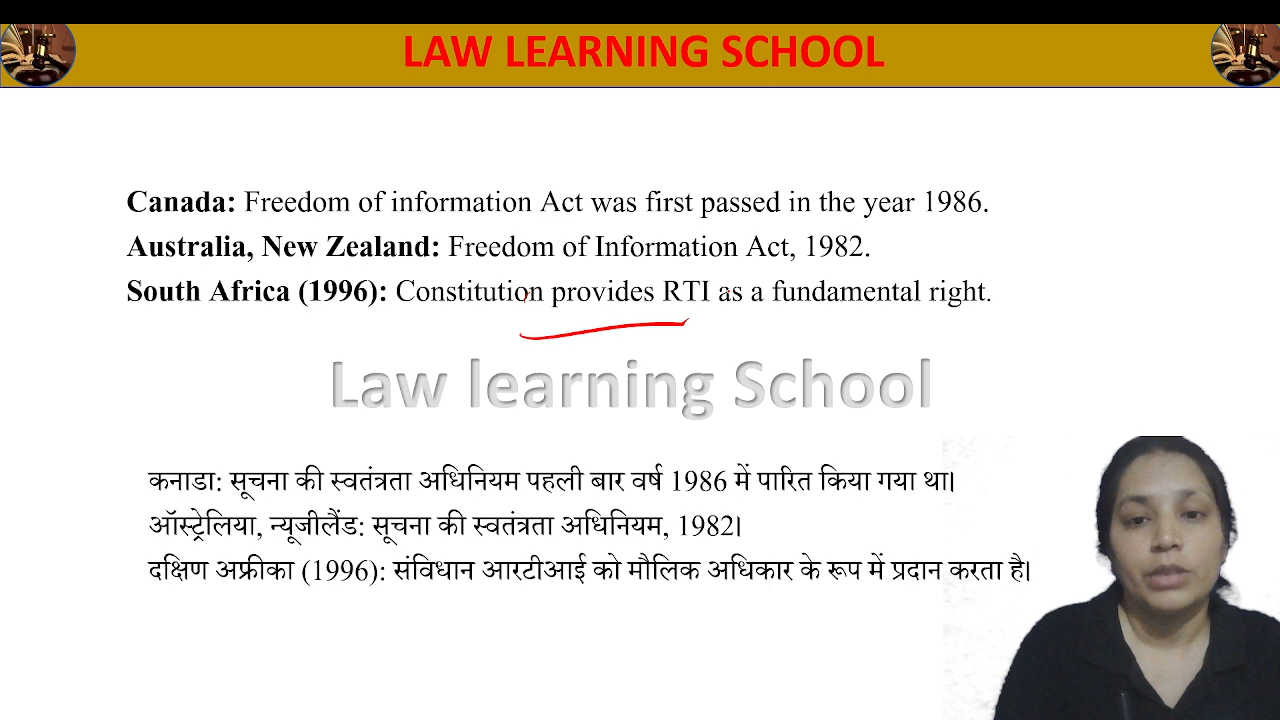 LAW LEARNING SCHOOL
Canada: Freedom of information Act was first passed in the year 1986.
Australia, New Zealand: Freedom of Information Act, 1982.
South Africa (1996): Constitution provides RTI as a fundamental right.
Law learning School
कनाडा: सूचना की स्वतंत्रता अधिनियम पहली बार वर्ष 1986 में पारित किया गया था।
ऑस्ट्रेलिया, न्यूजीलैंड: सूचना की स्वतंत्रता अधिनियम, 1982।
दक्षिण अफ्रीका (1996): संविधान आरटीआई को मौलिक अधिकार के रूप में प्रदान करता है।